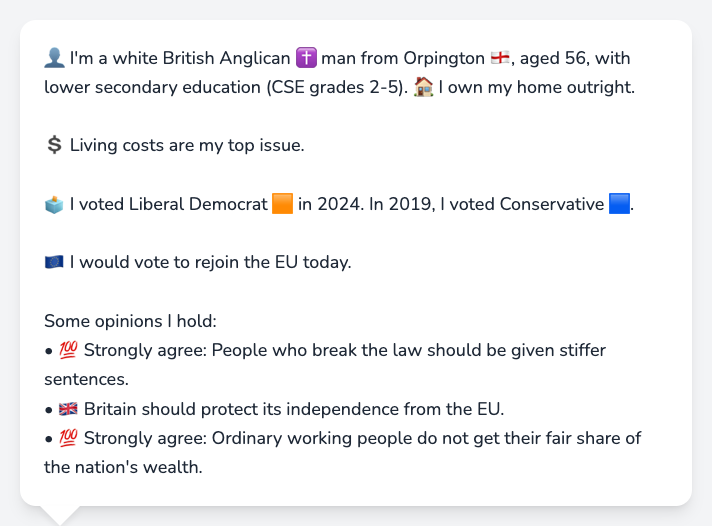 👤 I'm a white British Anglican ✝️ man from Orpington 🏴󠁧󠁢󠁥󠁮󠁧󠁿, aged 56, with
lower secondary education (CSE grades 2-5). 🏠 I own my home outright.
💲 Living costs are my top issue.
🗳️ I voted Liberal Democrat 🟧 in 2024. In 2019, I voted Conservative 🟦.
🇪🇺 I would vote to rejoin the EU today.
Some opinions I hold:
• 💯 Strongly agree: People who break the law should be given stiffer
sentences.
• 🇬🇧 Britain should protect its independence from the EU.
• 💯 Strongly agree: Ordinary working people do not get their fair share of
the nation's wealth.